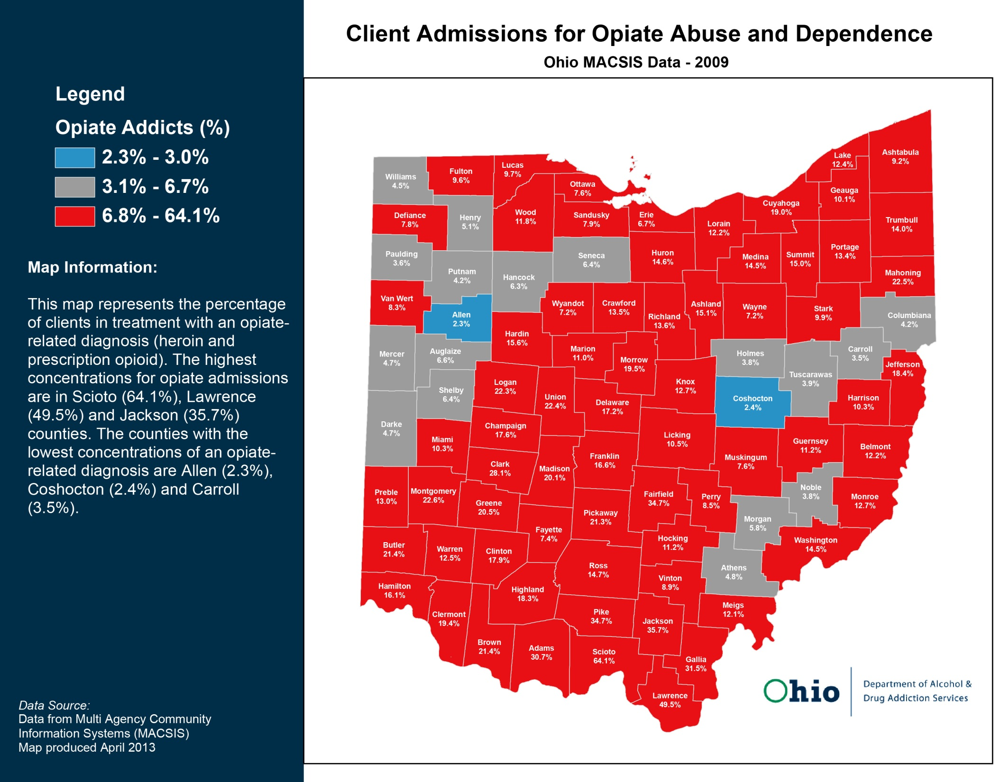 Client Admissions for Opiate Abuse and Dependence
Ohio MACSIS Data - 2009
Legend
Opiate Addicts (%)
2.3% - 3.0%
3.1% - 6.7%
6.8% - 64.1%
Map Information:
This map represents the percentage
of clients in treatment with an opiate-
related diagnosis (heroin and
prescription opioid). The highest
concentrations for opiate admissions
are in Scioto (64.1%), Lawrence
(49.5%) and Jackson (35.7%)
counties. The counties with the
lowest concentrations of an opiate-
related diagnosis are Allen (2.3%),
Coshocton (2.4%) and Carroll
(3.5%).
Data Source:
Data from Multi Agency Community
Information Systems (MACSIS)
Map produced April 2013
Williams
4.5%
Fulton
9.6%
Lucas
9.7%
Ottawa
7.6%
Lake
12.4%
Ashtabula
9.2%
Geauga
10.1%
Cuyahoga
19.0%
Defiance
7.8%
Henry
5.1%
Wood
11.8%
Sandusky
7.9%
Erie
6.7%
Lorain
12.2%
Trumbull
14.0%
Paulding
3.6%
Putnam
4.2%
Hancock
6.3%
Seneca
6.4%
Huron
14.6%
Medina
14.5%
Summit
15.0%
Portage
13.4%
Mahoning
22.5%
Van Wert
8.3%
Allen
2.3%
Wyandot
7.2%
Crawford
13.5%
Richland
13.6%
Ashland
15.1%
Wayne
7.2%
Stark
9.9%
Columbiana
4.2%
Hardin
15.6%
Mercer
4.7%
Auglaize
6.6%
Marion
11.0%
Morrow
19.5%
Holmes
3.8%
Carroll
3.5%
Tuscarawas
3.9%
Jefferson
18.4%
Shelby
6.4%
Logan
22.3%
Union
22.4%
Delaware
17.2%
Knox
12.7%
Coshocton
2.4%
Harrison
10.3%
Darke
4.7%
Miami
10.3%
Champaign
17.6%
Licking
10.5%
Guernsey
11.2%
Belmont
12.2%
Clark
28.1%
Madison
20.1%
Franklin
16.6%
Muskingum
7.6%
Preble
13.0%
Montgomery
22.6%
Greene
20.5%
Fairfield
34.7%
Perry
8.5%
Noble
3.8%
Monroe
12.7%
Pickaway
21.3%
Fayette
7.4%
Morgan
5.8%
Hocking
11.2%
Washington
14.5%
Butler
21.4%
Warren
12.5%
Clinton
17.9%
Ross
14.7%
Athens
4.8%
Vinton
8.9%
Hamilton
16.1%
Highland
18.3%
Clermont
19.4%
Pike
34.7%
Jackson
35.7%
Meigs
12.1%
Brown
21.4%
Adams
30.7%
Scioto
64.1%
Gallia
31.5%
Lawrence
49.5%
Ohio
Department of Alcohol &
Drug Addiction Services